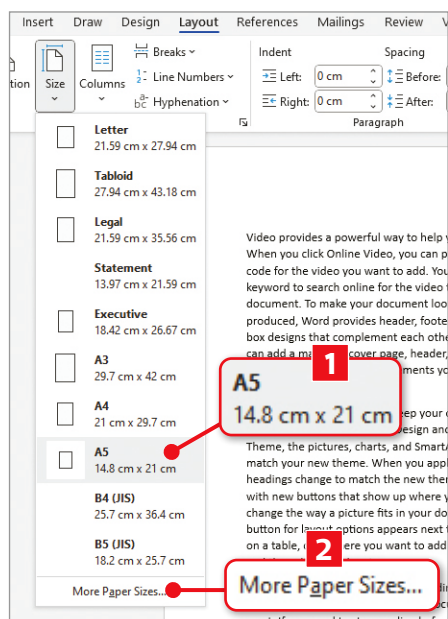 Insert Draw Design Layout References Mailings Review
Size
Columns
Breaks
Line Numbers
Hyphenation
Indent
Left: 0 cm
Right: 0 cm
Spacing
Before:
After:
Paragraph
Letter
21.59 cm x 27.94 cm
Tabloid
27.94 cm x 43.18 cm
Legal
21.59 cm x 35.56 cm
Statement
13.97 cm x 21.59 cm
Executive
18.42 cm x 26.67 cm
A3
29.7 cm x 42 cm
A4
21 cm x 29.7 cm
A5
14.8 cm x 21 cm
B4 (JIS)
25.7 cm x 36.4 cm
B5 (JIS)
18.2 cm x 25.7 cm
More Paper Sizes...
Video provides a powerful way to help
When you click Online Video, you can p
code for the video you want to add. You
keyword to search online for the video
document. To make your document loo
produced, Word provides header, foote
box designs that complement each othe
can add a cover page, header,
1
A5
14.8 cm x 21 cm
Theme, the pictures, charts, and SmartA
match your new theme. When you appl
headings change to match the new the
with new buttons that show up where y
change the way a picture fits in your do
button for layout options appears next
on a table, where you want to add
2
More Paper Sizes...